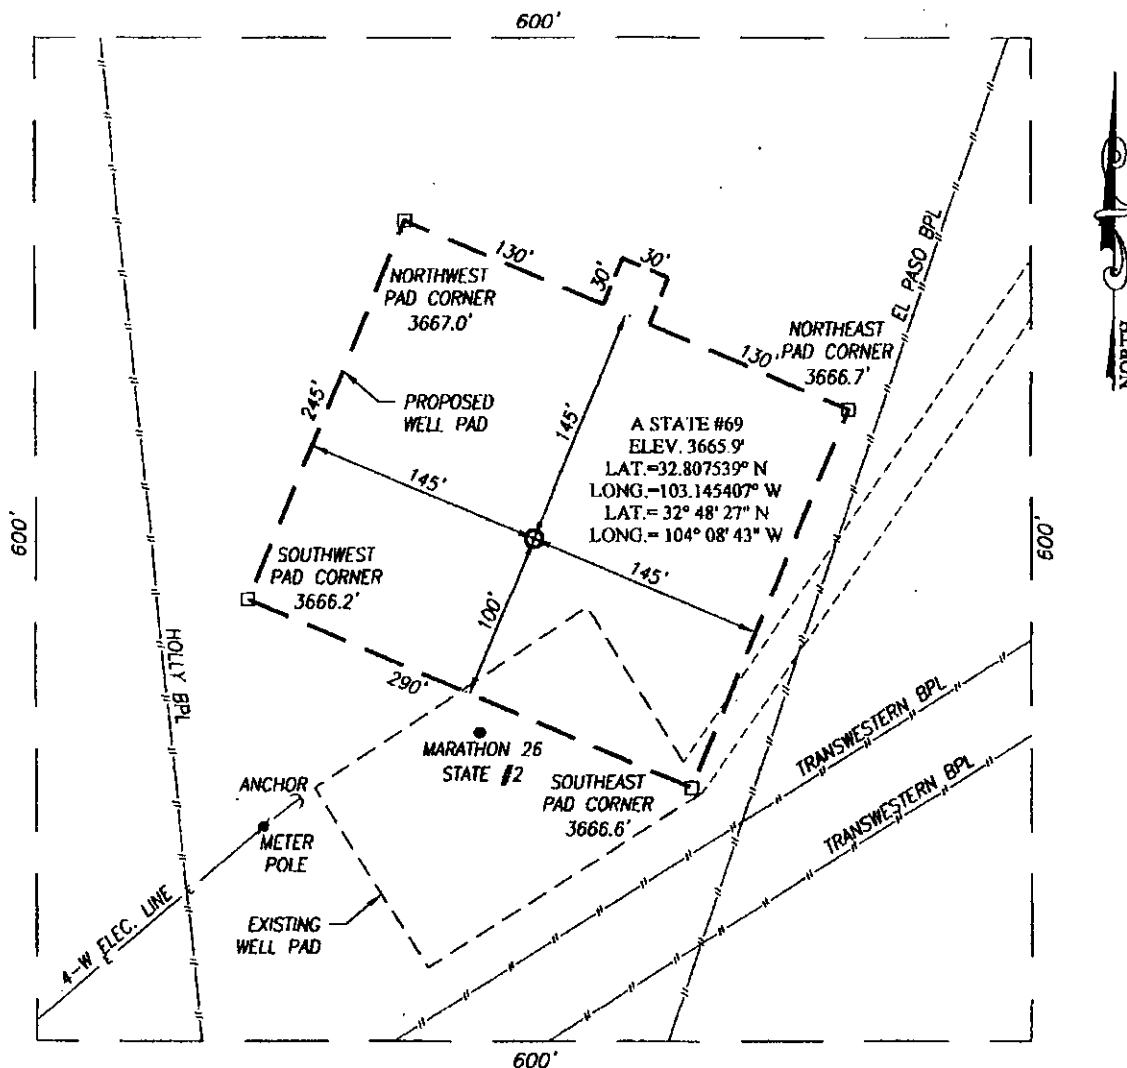 600'
NORTH
130'
30'
30'
EL PASO BPL
NORTHWEST
PAD CORNER
3667.0'
NORTHEAST
PAD CORNER
3666.7'
130'
245'
PROPOSED
WELL PAD
145'
A STATE #69
ELEV. 3665.9'
LAT.=32.807539° N
LONG.=103.145407° W
LAT.= 32° 48' 27" N
LONG.= 104° 08' 43" W
145'
600'
600'
SOUTHWEST
PAD CORNER
3666.2'
145'
100'
HOLLY BPL
290'
MARATHON 26
STATE #2
TRANSWESTERN BPL
SOUTHEAST
PAD CORNER
3666.6'
ANCHOR
METER
POLE
TRANSWESTERN BPL
4-W ELEC. LINE
E
E
EXISTING
WELL PAD
600'